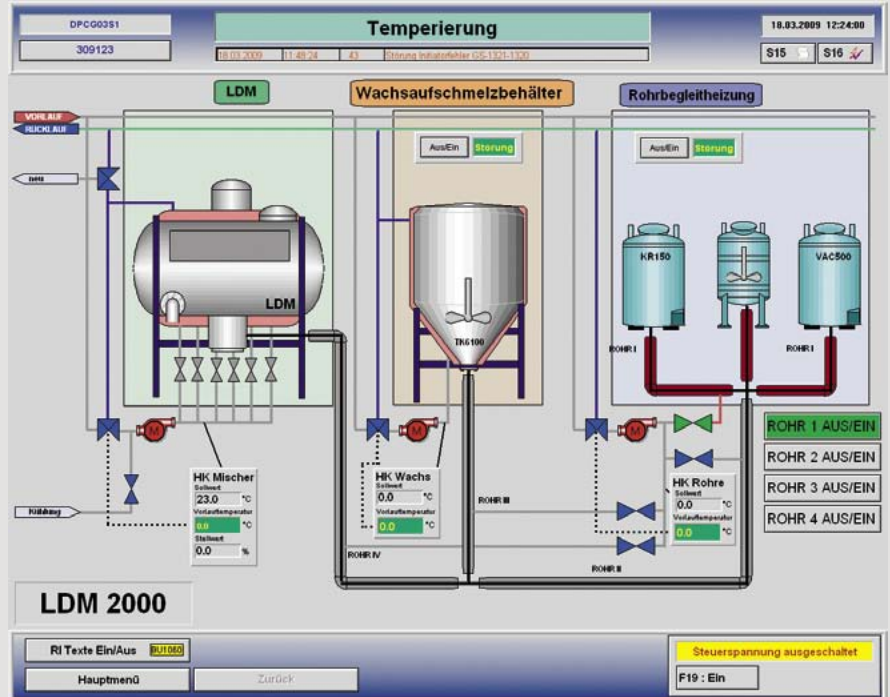 DPCG03S1
309123
Temperierung
18.03.2009 11:48:24 43 Störung Initiatorfehler GS-1321-1320
18.03.2009 12:24:00
S15 S16
LDM
Wachsaufschmelzbehälter
Rohrbegleitheizung
VORLAUF
RÜCKLAUF
neu
Aus/Ein Störung
Aus/Ein Störung
LDM
TK6100
KR150
VAC500
ROHR I
ROHR I
M
M
M
ROHR 1 AUS/EIN
ROHR 2 AUS/EIN
ROHR 3 AUS/EIN
ROHR 4 AUS/EIN
HK Mischer
Sollwert
23.0 °C
Vorlauftemperatur
0.0 °C
Stellwert
0.0 %
HK Wachs
Sollwert
0.0 °C
Vorlauftemperatur
0.0 °C
HK Rohre
Sollwert
0.0 °C
Vorlauftemperatur
0.0 °C
ROHR III
Kühlung
ROHR IV
ROHR II
LDM 2000
RI Texte Ein/Aus BU1060
Hauptmenü
Zurück
Steuerspannung ausgeschaltet
F19 : Ein